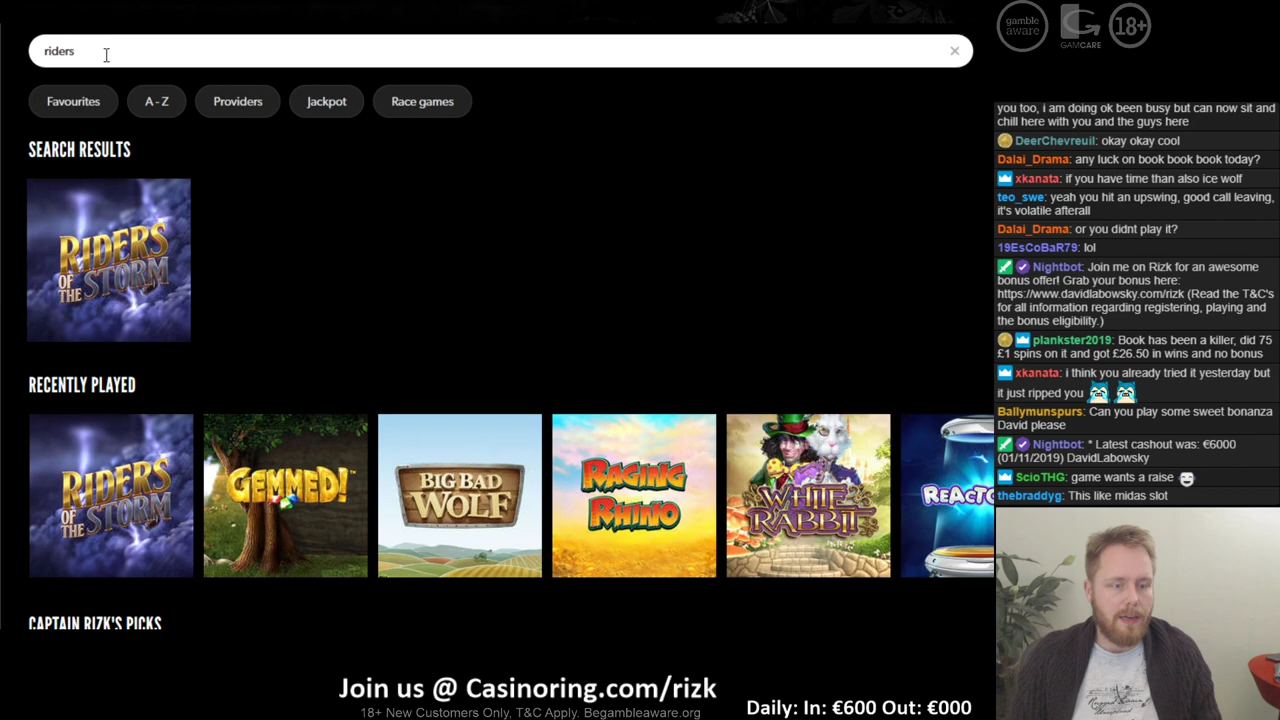 riders
Favourites
A - Z
Providers
Jackpot
Race games
SEARCH RESULTS
RIDERS
OF THE STORM
RECENTLY PLAYED
RIDERS
OF THE STORM
GEMMED!™
BIG BAD
WOLF
RAGING
RHINO
WHITE
RABBIT
REACTO
CAPTAIN RIZK'S PICKS
Join us @ Casinoring.com/rizk
18+ New Customers Only, T&C Apply. Begambleaware.org
Daily: In: €600 Out: €000
gamble
aware
GAMCARE
18+
you too, i am doing ok been busy but can now sit and
chill here with you and the guys here
DeerChevreuil: okay okay cool
Dalai_Drama: any luck on book book book today?
xkanata: if you have time than also ice wolf
teo_swe: yeah you hit an upswing, good call leaving,
it's volatile afterall
Dalai_Drama: or you didnt play it?
19EsCoBaR79: lol
Nightbot: Join me on Rizk for an awesome
bonus offer! Grab your bonus here:
https://www.davidlabowsky.com/rizk (Read the T&C's
for all information regarding registering, playing and
the bonus eligibility.)
plankster2019: Book has been a killer, did 75
£1 spins on it and got £26.50 in wins and no bonus
xkanata: i think you already tried it yesterday but
it just ripped you
Ballymunspurs: Can you play some sweet bonanza
David please
Nightbot: * Latest cashout was: €6000
(01/11/2019) DavidLabowsky
ScioTHG: game wants a raise
thebraddyg: This like midas slot